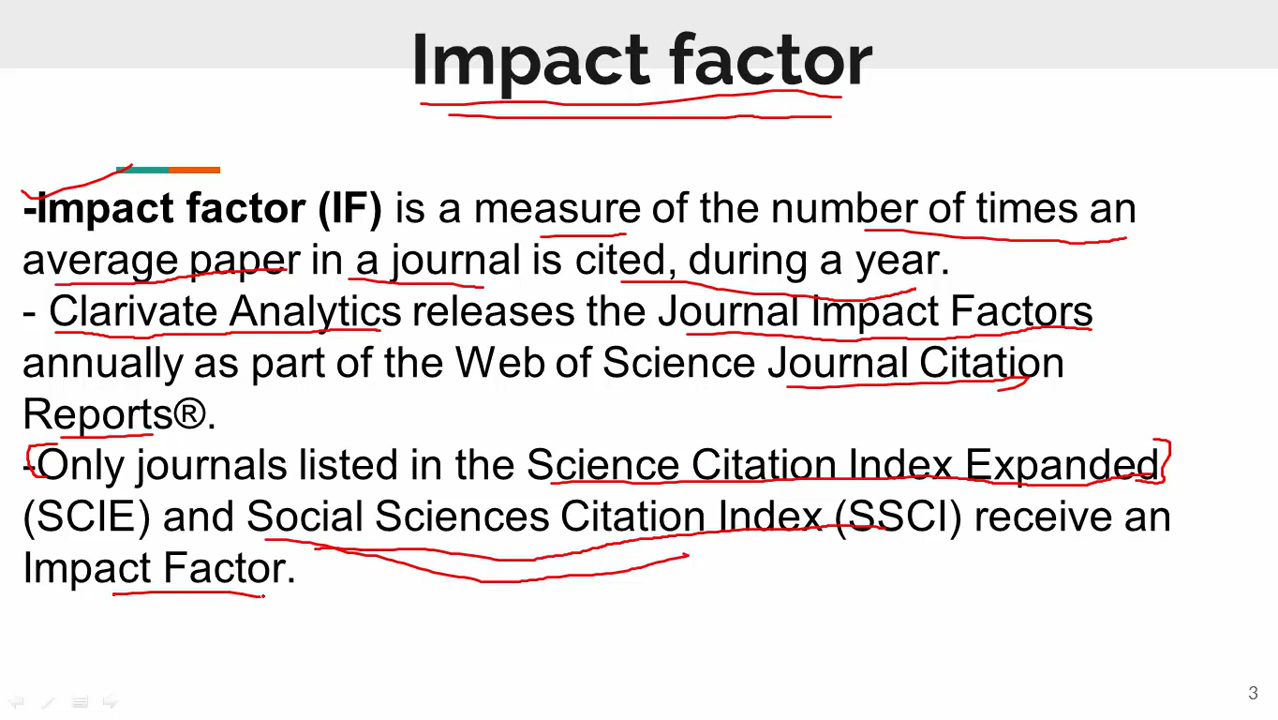 Impact factor
-Impact factor (IF) is a measure of the number of times an
average paper in a journal is cited, during a year.
- Clarivate Analytics releases the Journal Impact Factors
annually as part of the Web of Science Journal Citation
Reports®.
-Only journals listed in the Science Citation Index Expanded
(SCIE) and Social Sciences Citation Index (SSCI) receive an
Impact Factor.
3